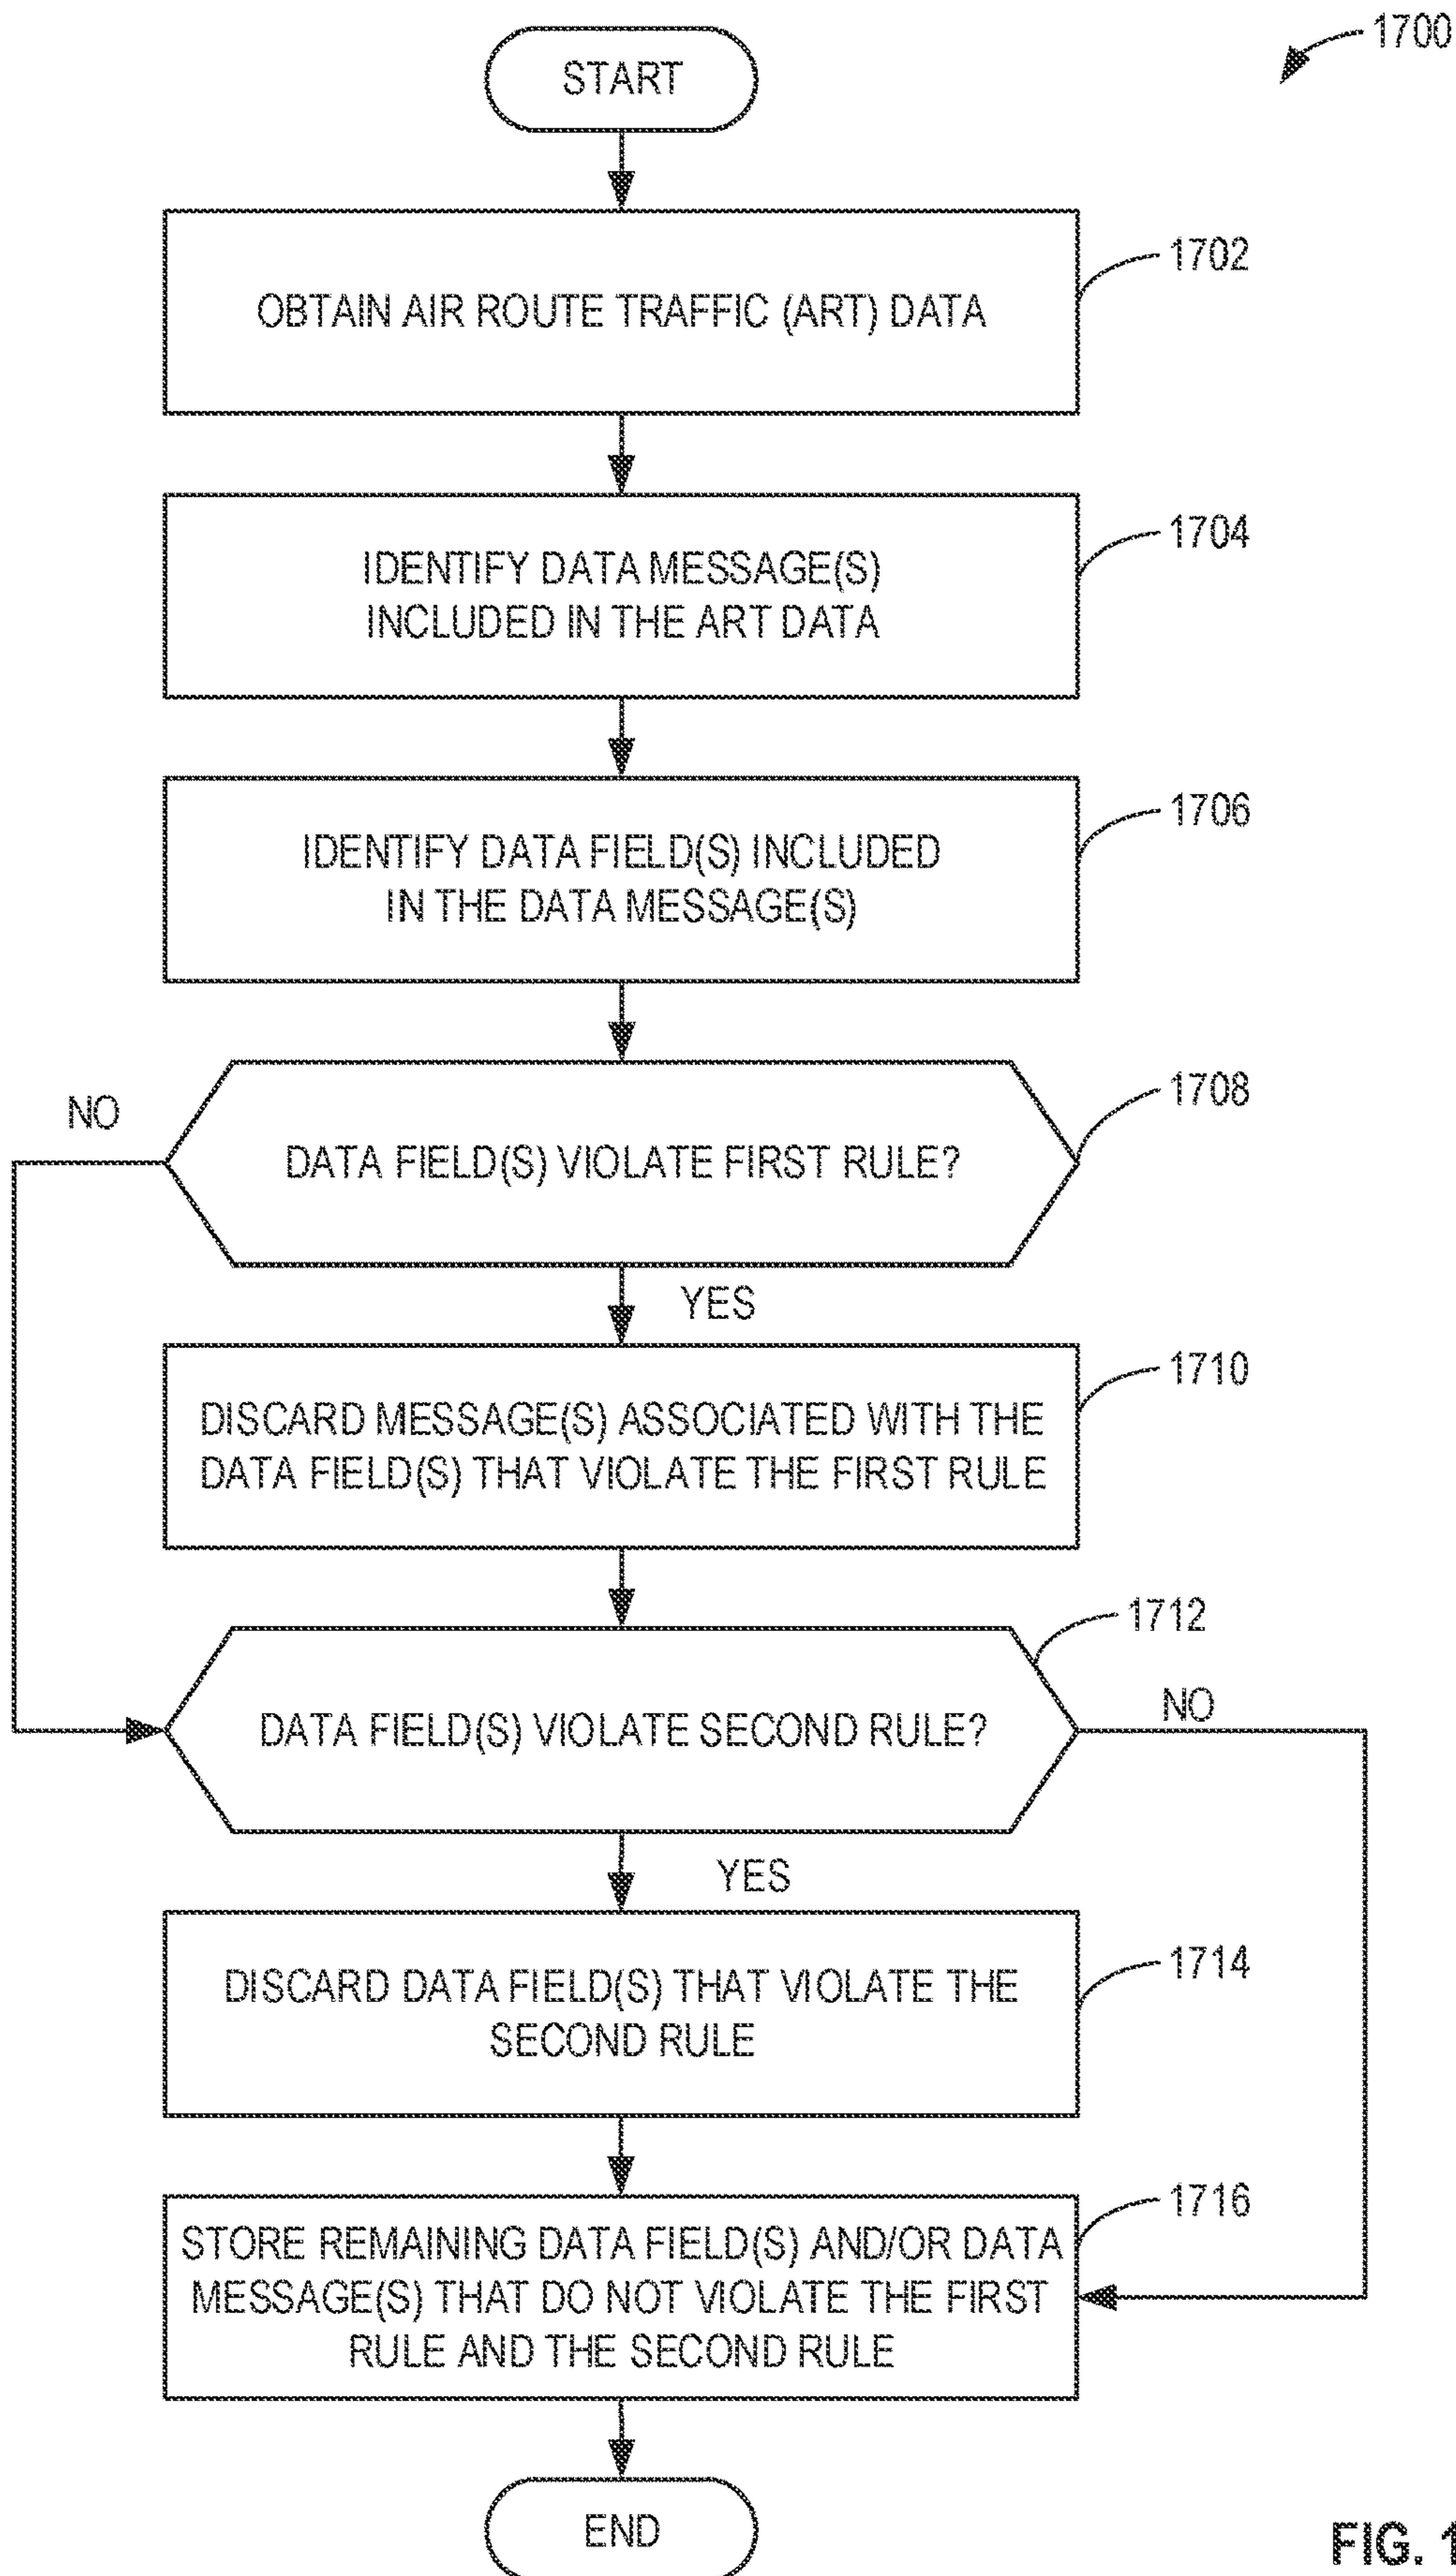 1700
START
OBTAIN AIR ROUTE TRAFFIC (ART) DATA
1702
IDENTIFY DATA MESSAGE(S)
INCLUDED IN THE ART DATA
1704
IDENTIFY DATA FIELD(S) INCLUDED
IN THE DATA MESSAGE(S)
1706
NO
DATA FIELD(S) VIOLATE FIRST RULE?
1708
YES
DISCARD MESSAGE(S) ASSOCIATED WITH THE
DATA FIELD(S) THAT VIOLATE THE FIRST RULE
1710
DATA FIELD(S) VIOLATE SECOND RULE?
1712
NO
YES
DISCARD DATA FIELD(S) THAT VIOLATE THE
SECOND RULE
1714
STORE REMAINING DATA FIELD(S) AND/OR DATA
MESSAGE(S) THAT DO NOT VIOLATE THE FIRST
RULE AND THE SECOND RULE
1716
END
FIG. 1